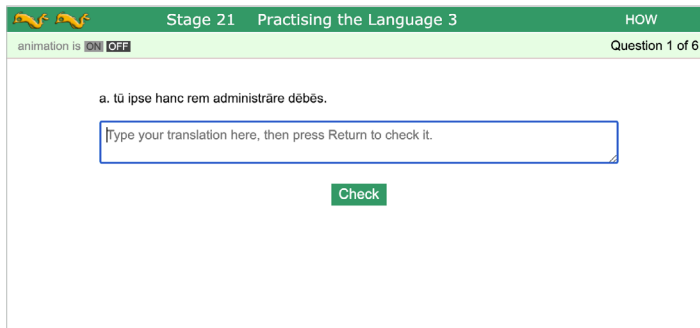 Stage 21 Practising the Language 3 HOW
animation is ON OFF Question 1 of 6
a. tū ipse hanc rem administrāre dēbēs.
Type your translation here, then press Return to check it.
Check